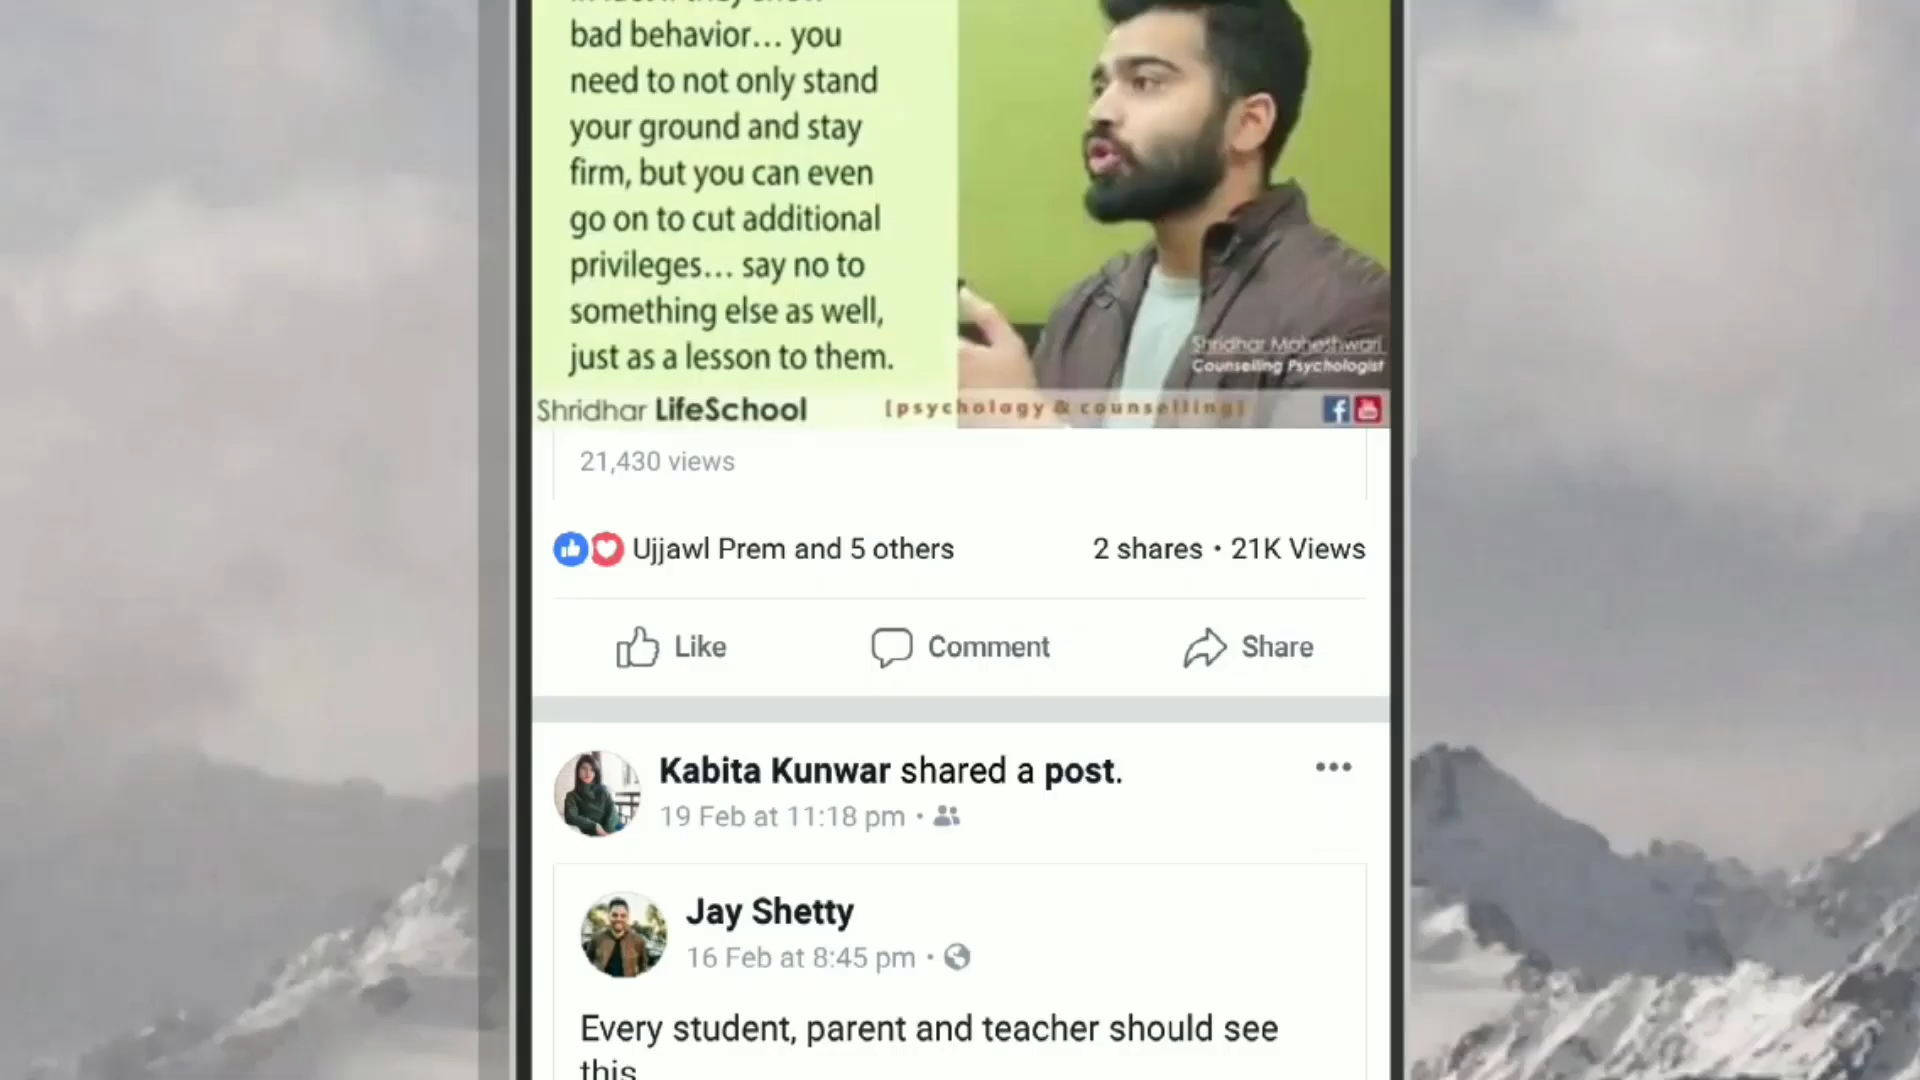 bad behavior... you
need to not only stand
your ground and stay
firm, but you can even
go on to cut additional
privileges... say no to
something else as well,
just as a lesson to them.
Shridhar Maheshwari
Counselling Psychologist
Shridhar LifeSchool [psychology & counselling]
21,430 views
Ujjawl Prem and 5 others 2 shares • 21K Views
Like Comment Share
Kabita Kunwar shared a post.
19 Feb at 11:18 pm •
Jay Shetty
16 Feb at 8:45 pm •
Every student, parent and teacher should see
this